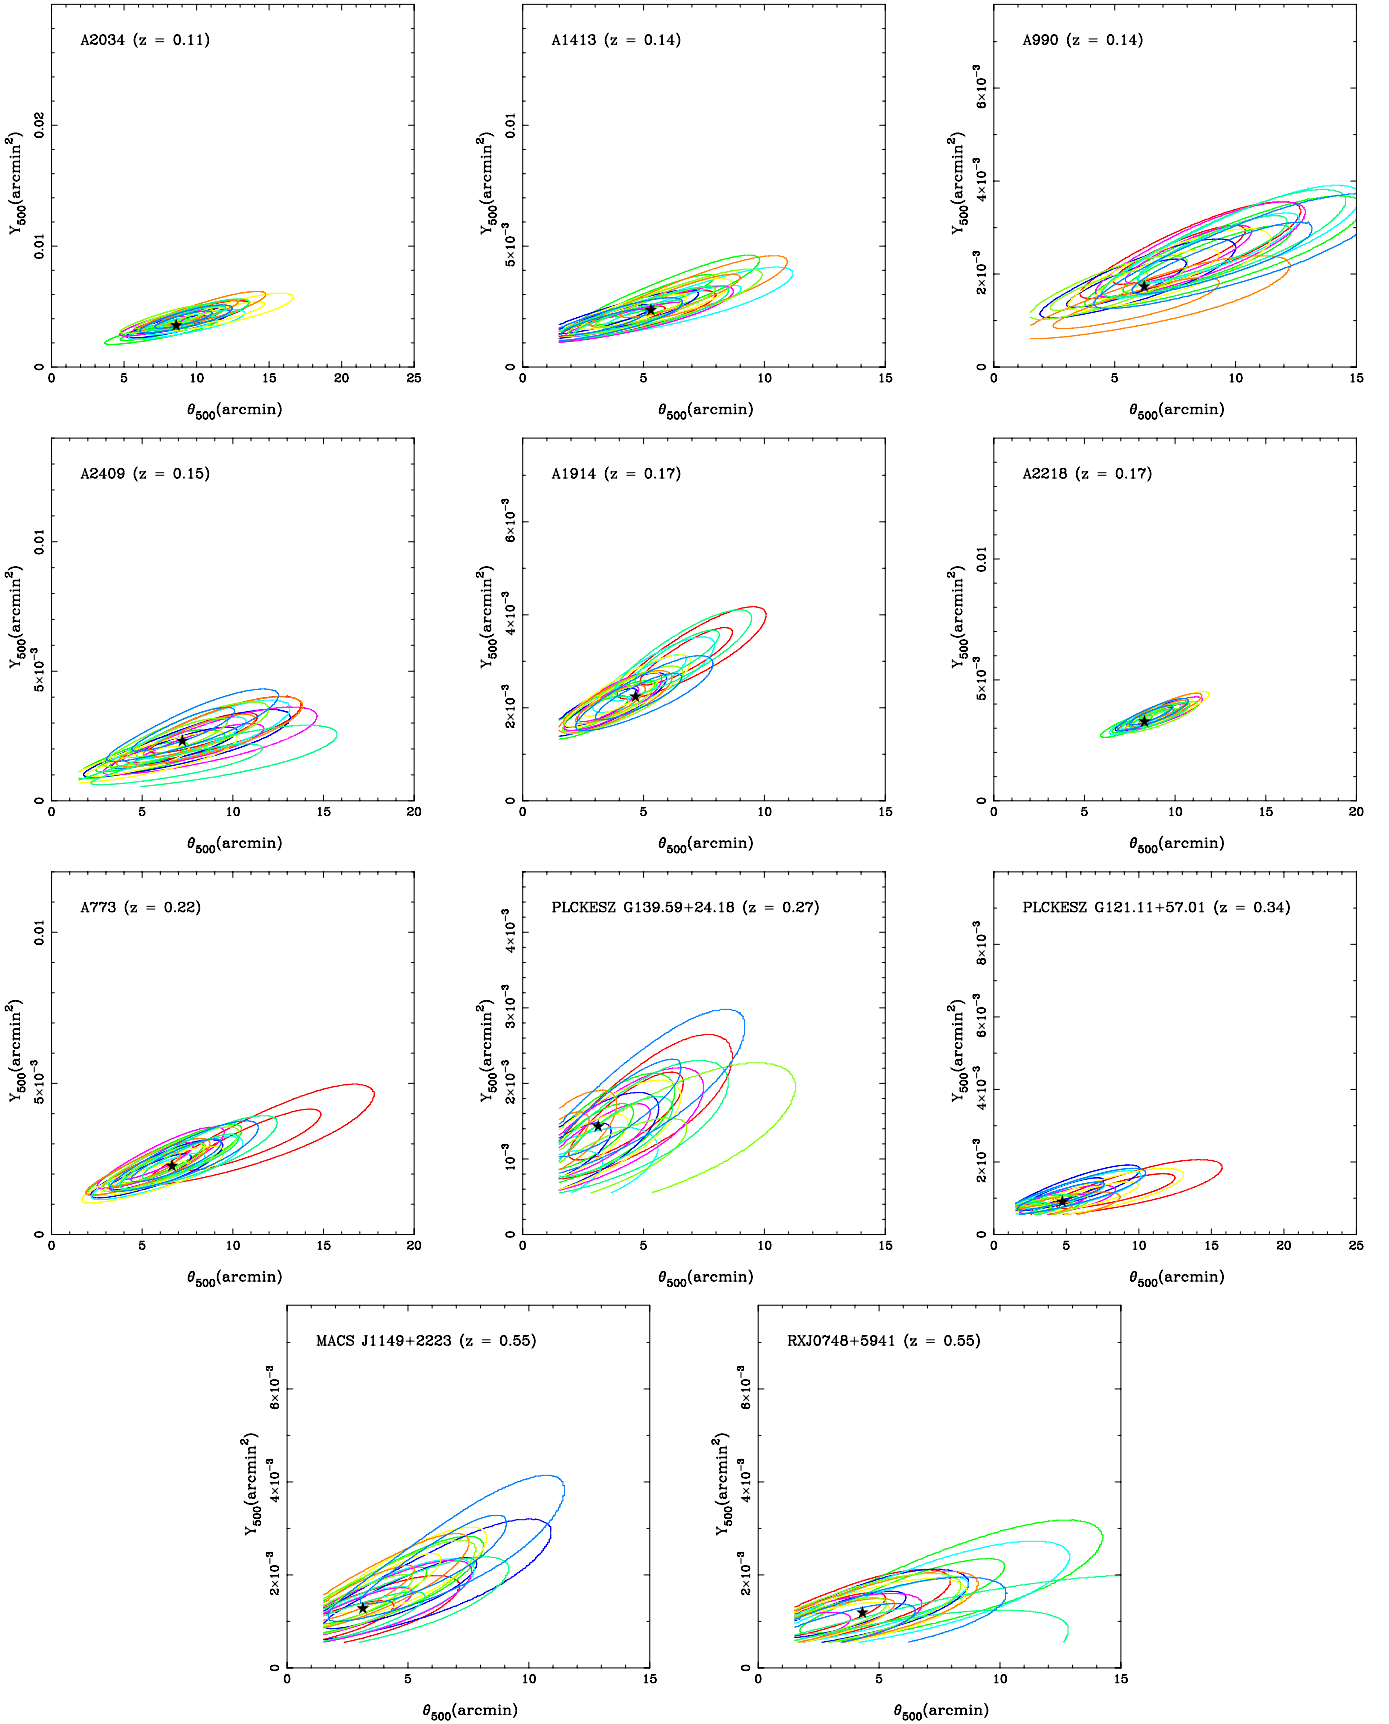 A2034 (z = 0.11)
Y500(arcmin²)
0 0.01 0.02
0 5 10 15 20 25
θ500(arcmin)
A1413 (z = 0.14)
Y500(arcmin²)
0 5×10⁻³ 0.01
0 5 10 15
θ500(arcmin)
A990 (z = 0.14)
Y500(arcmin²)
0 2×10⁻³ 4×10⁻³ 6×10⁻³
0 5 10 15
θ500(arcmin)
A2409 (z = 0.15)
Y500(arcmin²)
0 5×10⁻³ 0.01
0 5 10 15 20
θ500(arcmin)
A1914 (z = 0.17)
Y500(arcmin²)
0 2×10⁻³ 4×10⁻³ 6×10⁻³
0 5 10 15
θ500(arcmin)
A2218 (z = 0.17)
Y500(arcmin²)
0 5×10⁻³ 0.01
0 5 10 15 20
θ500(arcmin)
A773 (z = 0.22)
Y500(arcmin²)
0 5×10⁻³ 0.01
0 5 10 15 20
θ500(arcmin)
PLCKESZ G139.59+24.18 (z = 0.27)
Y500(arcmin²)
0 10⁻³ 2×10⁻³ 3×10⁻³ 4×10⁻³
0 5 10 15
θ500(arcmin)
PLCKESZ G121.11+57.01 (z = 0.34)
Y500(arcmin²)
0 2×10⁻³ 4×10⁻³ 6×10⁻³ 8×10⁻³
0 5 10 15 20 25
θ500(arcmin)
MACS J1149+2223 (z = 0.55)
Y500(arcmin²)
0 2×10⁻³ 4×10⁻³ 6×10⁻³
0 5 10 15
θ500(arcmin)
RXJ0748+5941 (z = 0.55)
Y500(arcmin²)
0 2×10⁻³ 4×10⁻³ 6×10⁻³
0 5 10 15
θ500(arcmin)